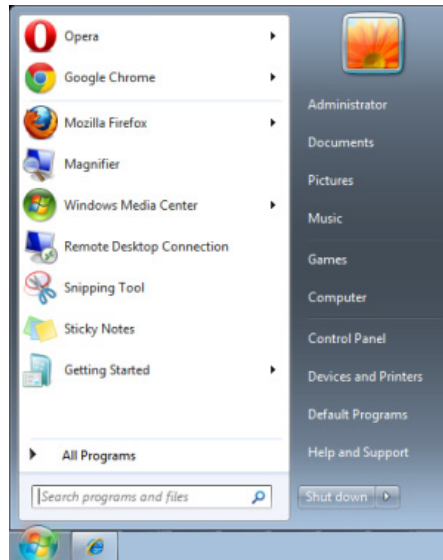 Opera
Google Chrome
Mozilla Firefox
Magnifier
Windows Media Center
Remote Desktop Connection
Snipping Tool
Sticky Notes
Getting Started
All Programs
Search programs and files
Administrator
Documents
Pictures
Music
Games
Computer
Control Panel
Devices and Printers
Default Programs
Help and Support
Shut down